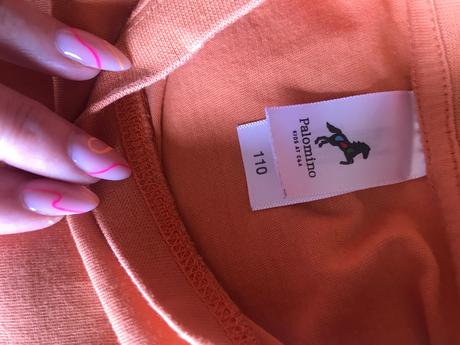 Palomino
KIDS AT C&A
110